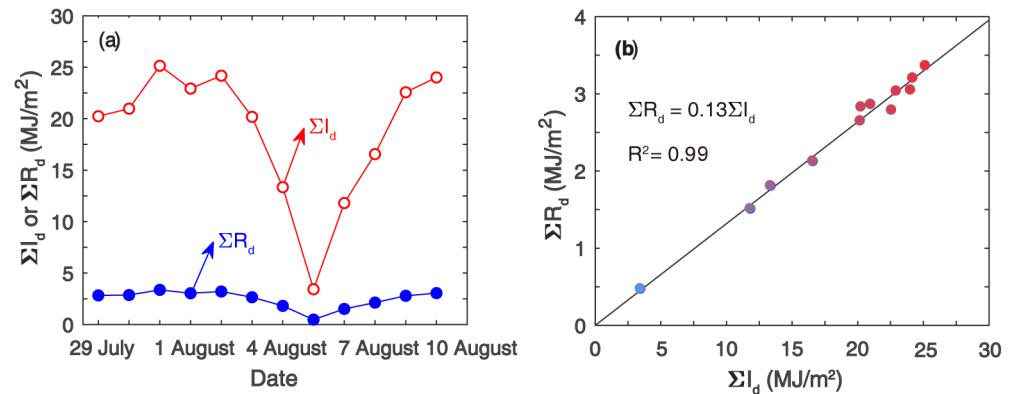 (a)
30
25
20
15
10
5
0
ΣI_d or ΣR_d (MJ/m²)
ΣI_d
ΣR_d
29 July 1 August 4 August 7 August 10 August
Date
(b)
4
3
2
1
0
ΣR_d (MJ/m²)
ΣR_d = 0.13ΣI_d
R² = 0.99
0 5 10 15 20 25 30
ΣI_d (MJ/m²)